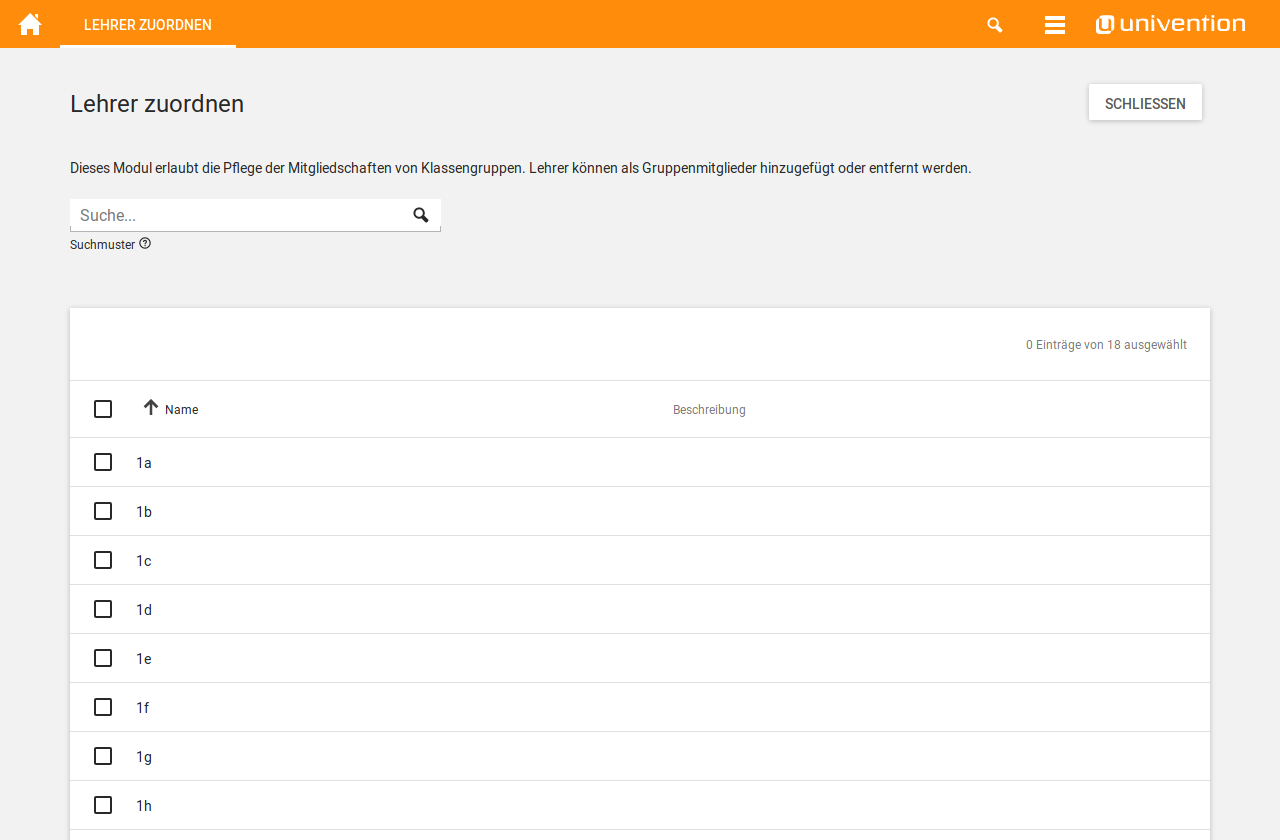 LEHRER ZUORDNEN
univention
Lehrer zuordnen
SCHLIESSEN
Dieses Modul erlaubt die Pflege der Mitgliedschaften von Klassengruppen. Lehrer können als Gruppenmitglieder hinzugefügt oder entfernt werden.
Suche...
Suchmuster
0 Einträge von 18 ausgewählt
Name Beschreibung
1a
1b
1c
1d
1e
1f
1g
1h